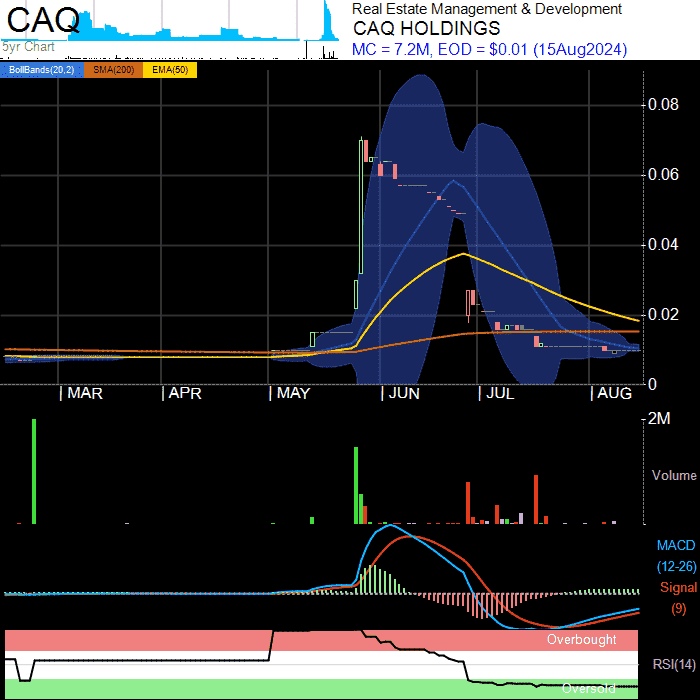 CAQ
5yr Chart
Real Estate Management & Development
CAQ HOLDINGS
MC = 7.2M, EOD = $0.01 (15Aug2024)
BollBands(20,2) SMA(200) EMA(50)
0.08
0.06
0.04
0.02
0
MAR APR MAY JUN JUL AUG
2M
Volume
MACD
(12-26)
Signal
(9)
Overbought
RSI(14)
Oversold